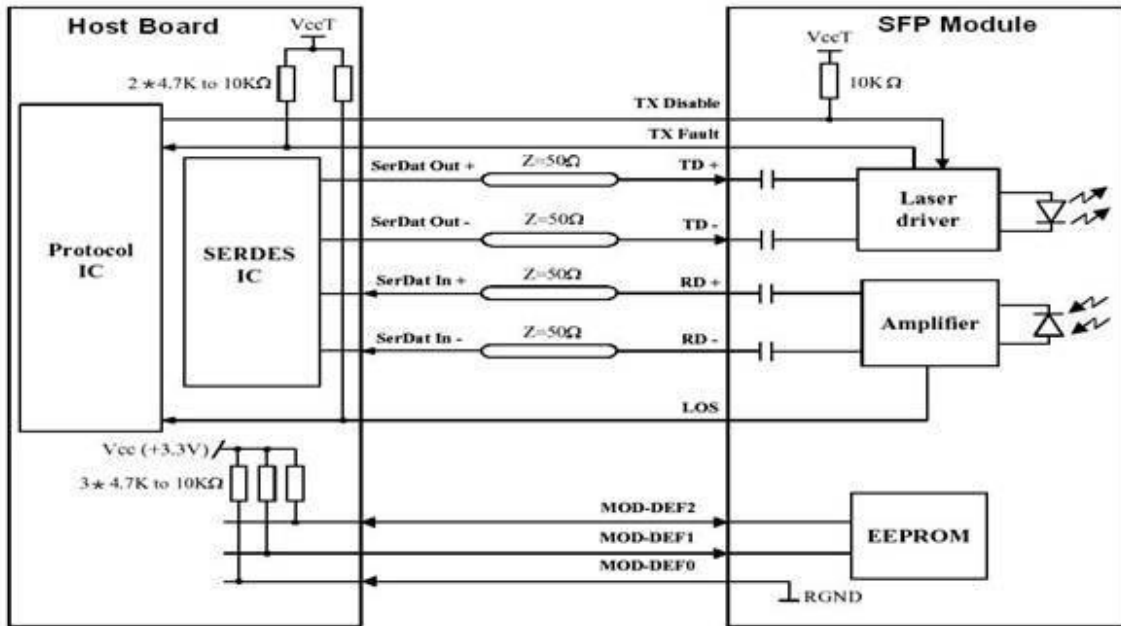 Host Board
SFP Module
VccT
VccT
2*4.7K to 10KΩ
10KΩ
TX Disable
TX Fault
SerDat Out +
Z=50Ω
TD +
SerDat Out -
Z=50Ω
TD -
Laser
driver
Protocol
IC
SERDES
IC
SerDat In +
Z=50Ω
RD +
SerDat In -
Z=50Ω
RD -
Amplifier
LOS
Vcc (+3.3V)
3* 4.7K to 10KΩ
MOD-DEF2
MOD-DEF1
MOD-DEF0
EEPROM
RGND